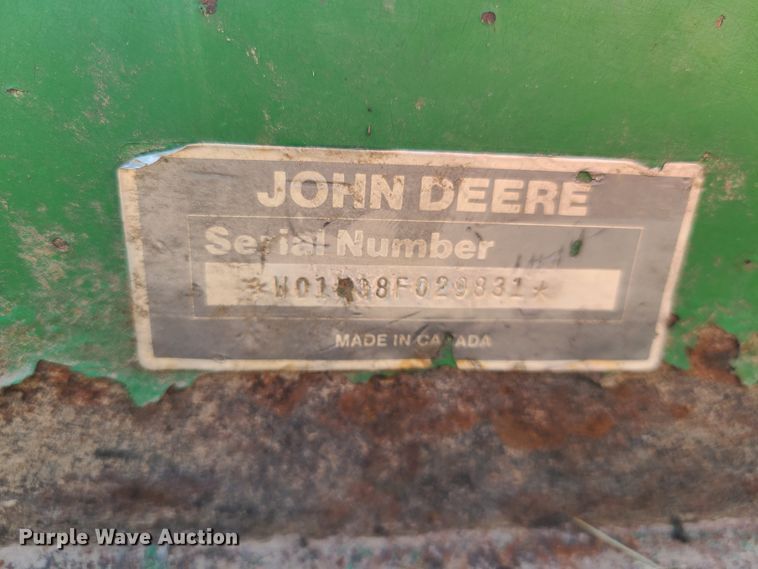 JOHN DEERE
Serial Number
MADE IN CANADA
Purple Wave Auction